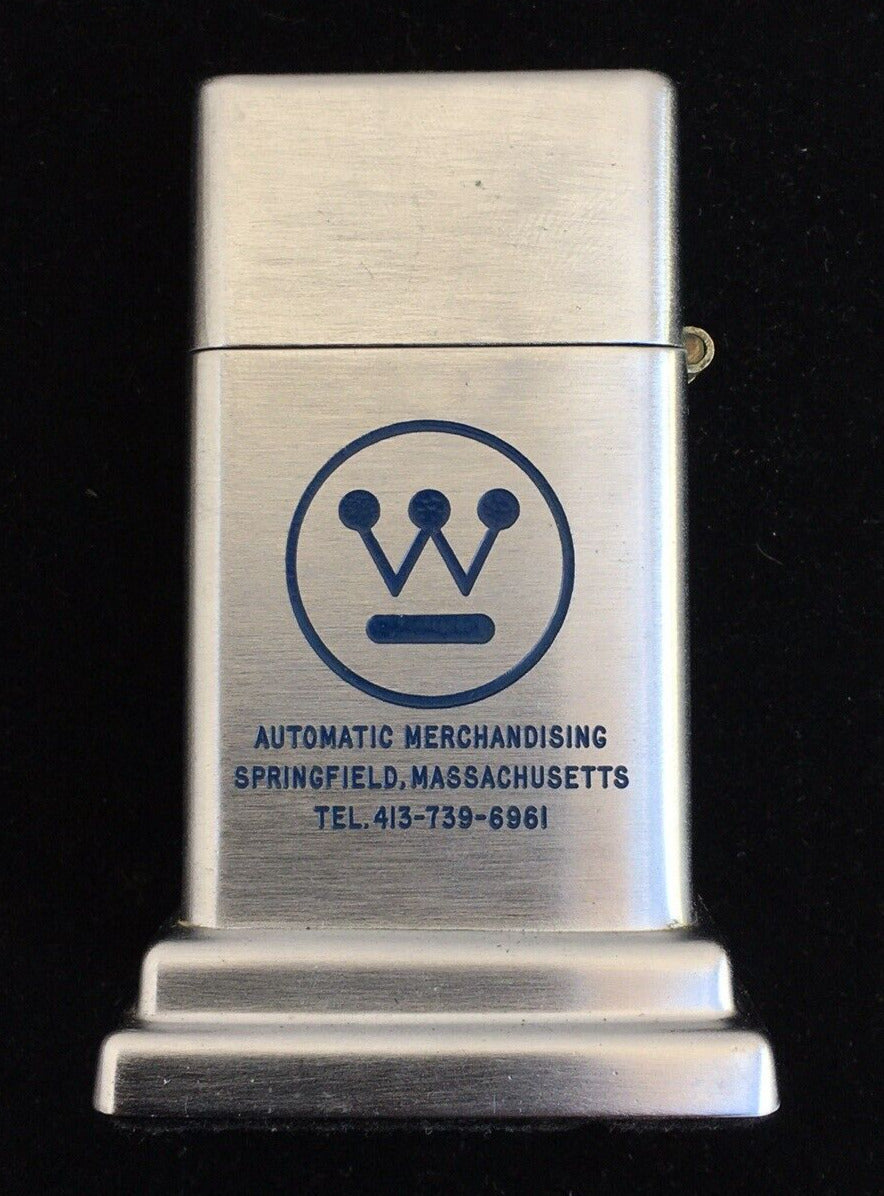 W
AUTOMATIC MERCHANDISING
SPRINGFIELD, MASSACHUSETTS
TEL. 413-739-6961